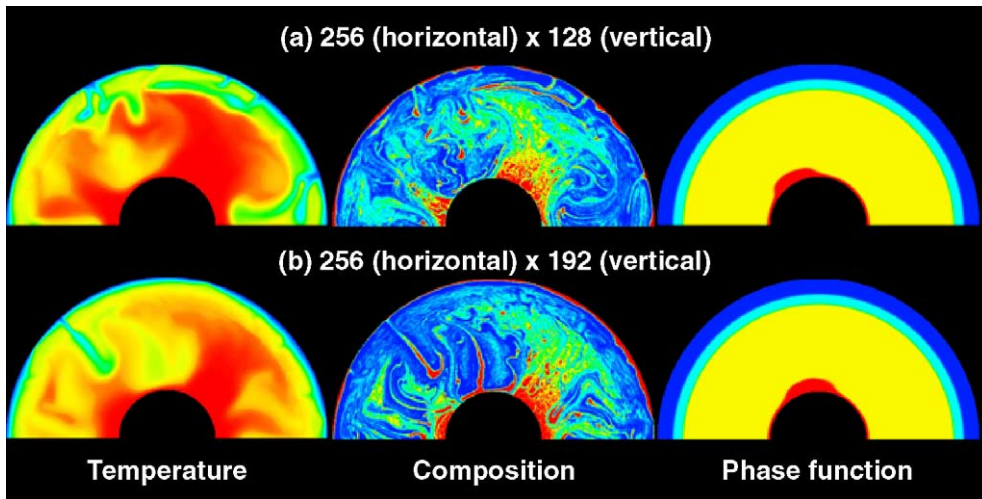 (a) 256 (horizontal) x 128 (vertical)
(b) 256 (horizontal) x 192 (vertical)
Temperature Composition Phase function